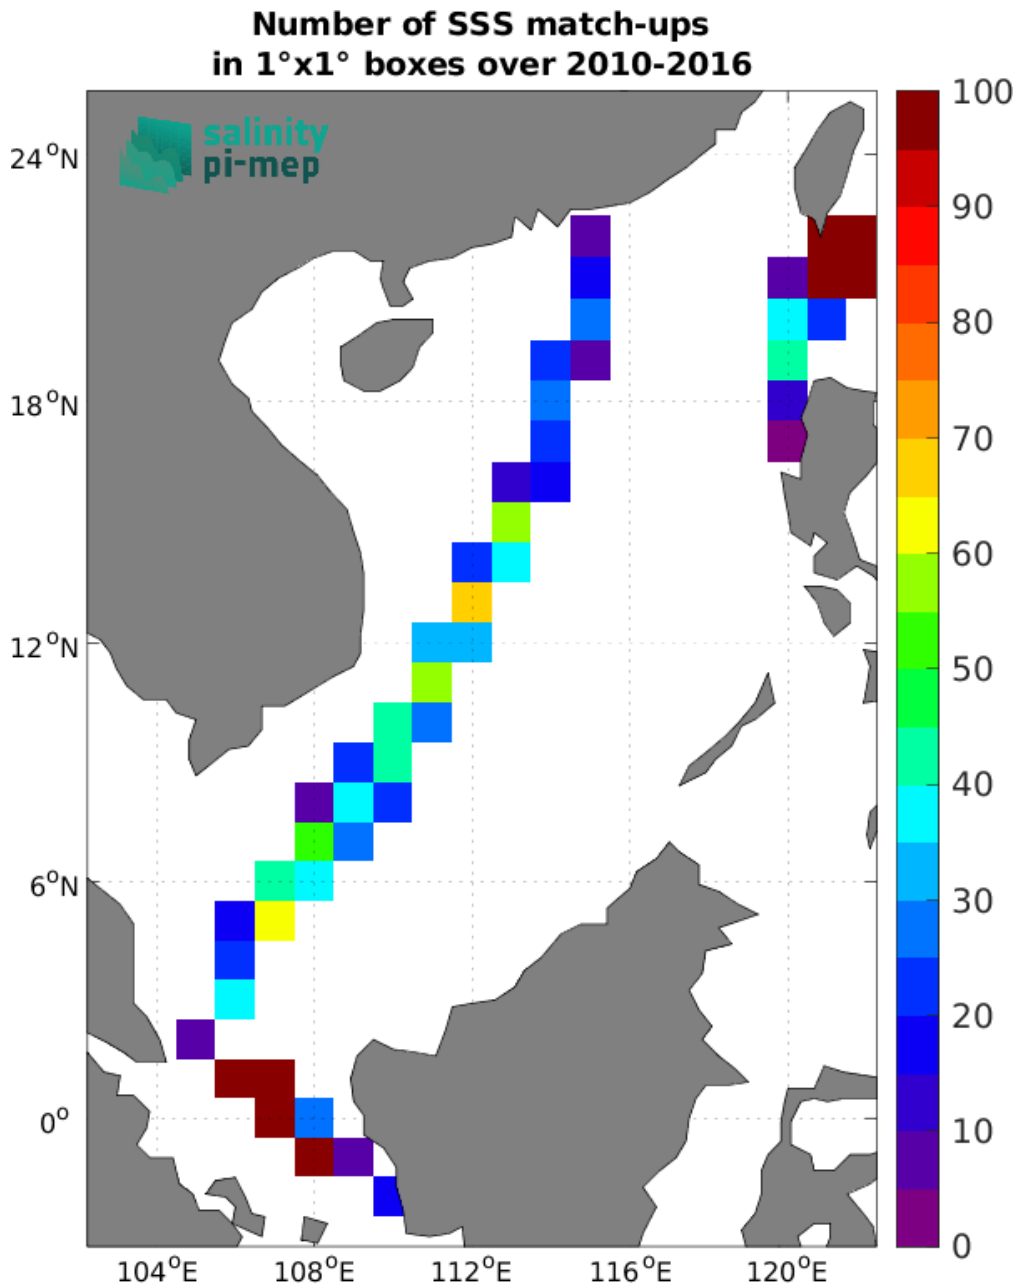 Number of SSS match-ups
in 1°x1° boxes over 2010-2016
salinity
pi-mep
24°N
18°N
12°N
6°N
0°
104°E 108°E 112°E 116°E 120°E
100
90
80
70
60
50
40
30
20
10
0